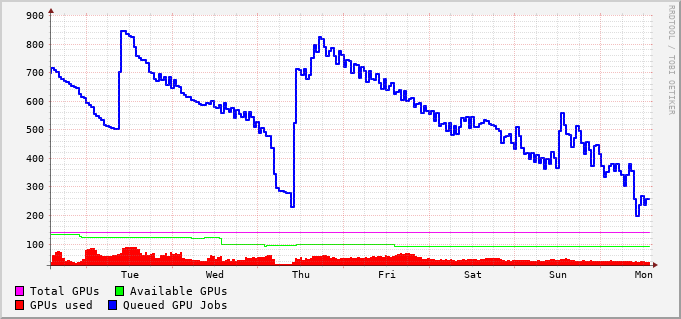 900
800
700
600
500
400
300
200
100
Tue Wed Thu Fri Sat Sun Mon
Total GPUs Available GPUs
GPUs used Queued GPU Jobs
RRDTOOL / TOBI OETIKER